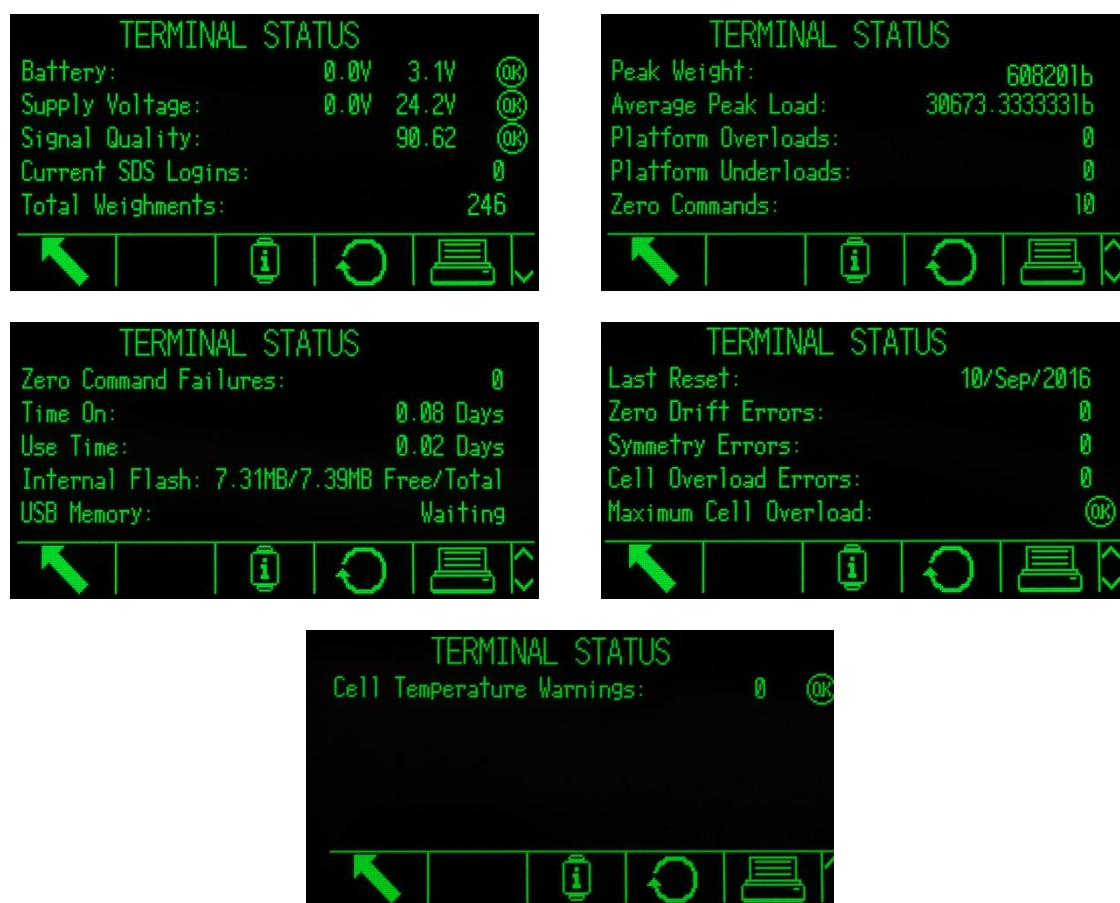 TERMINAL STATUS
Battery: 0.0V 3.1V OK
Supply Voltage: 0.0V 24.2V OK
Signal Quality: 90.62 OK
Current SDS Logins: 0
Total Weighments: 246
i
TERMINAL STATUS
Peak Weight: 60820lb
Average Peak Load: 30673.333333lb
Platform Overloads: 0
Platform Underloads: 0
Zero Commands: 10
i
TERMINAL STATUS
Zero Command Failures: 0
Time On: 0.08 Days
Use Time: 0.02 Days
Internal Flash: 7.31MB/7.39MB Free/Total
USB Memory: Waiting
i
TERMINAL STATUS
Last Reset: 10/Sep/2016
Zero Drift Errors: 0
Symmetry Errors: 0
Cell Overload Errors: 0
Maximum Cell Overload: OK
i
TERMINAL STATUS
Cell Temperature Warnings: 0 OK
i